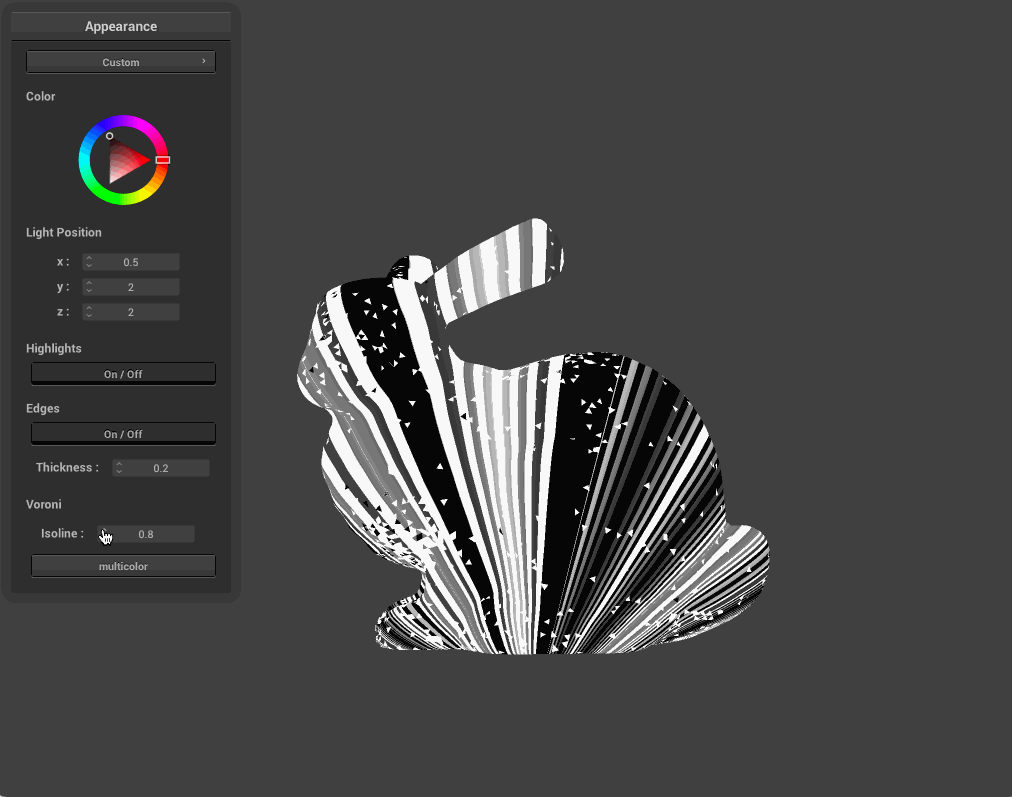 Appearance
Custom
Color
Light Position
x : 0.5
y : 2
z : 2
Highlights
On / Off
Edges
On / Off
Thickness : 0.2
Voroni
Isoline : 0.8
multicolor